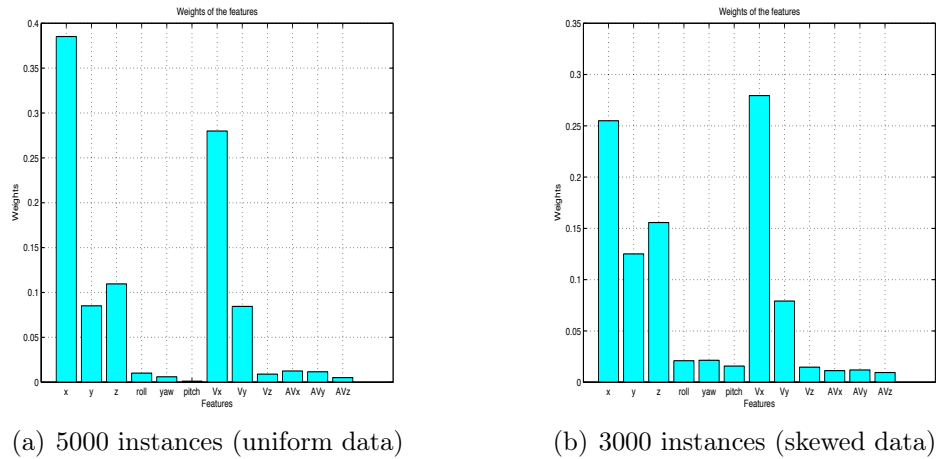 Weights of the features
0.4
0.35
0.3
0.25
0.2
0.15
0.1
0.05
0
Weights
x y z roll yaw pitch Vx Vy Vz AVx AVy AVz
Features
(a) 5000 instances (uniform data)
Weights of the features
0.35
0.3
0.25
0.2
0.15
0.1
0.05
0
Weights
x y z roll yaw pitch Vx Vy Vz AVx AVy AVz
Features
(b) 3000 instances (skewed data)